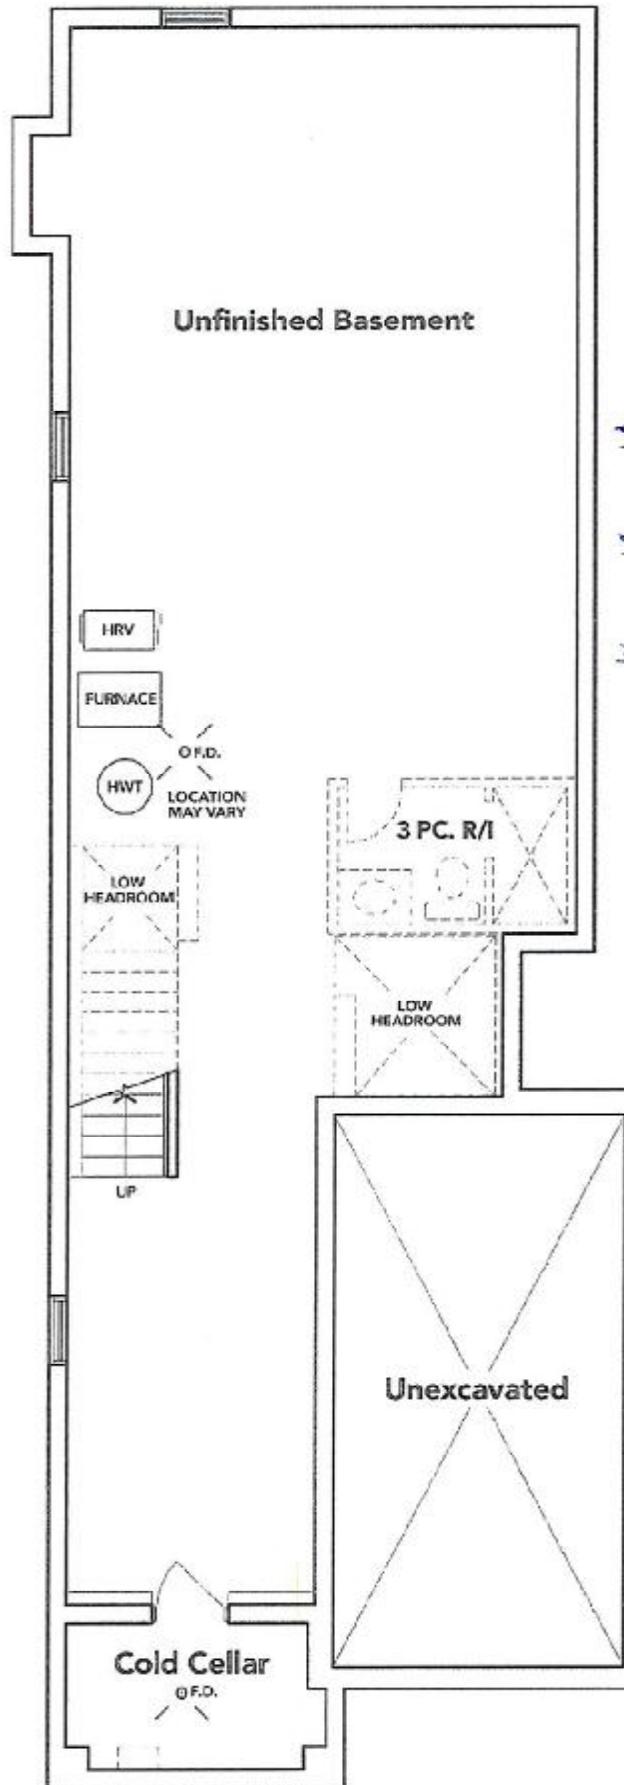 Unfinished Basement
HRV
FURNACE
F.D.
HWT
LOCATION
MAY VARY
3 PC. R/I
LOW
HEADROOM
LOW
HEADROOM
UP
Unexcavated
Cold Cellar
F.D.